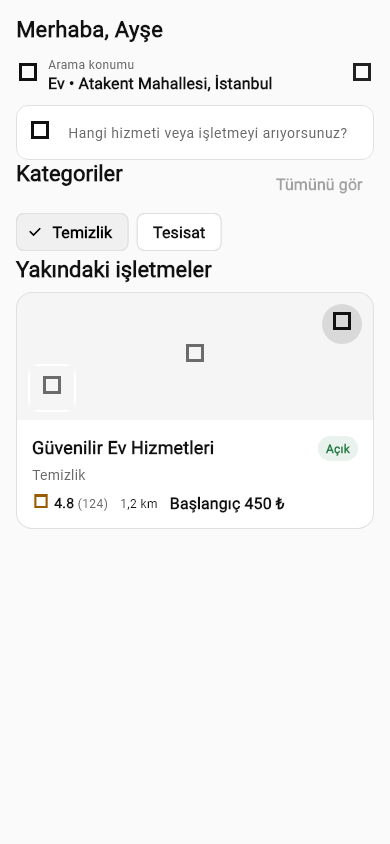 Merhaba, Ayşe
Arama konumu
Ev • Atakent Mahallesi, İstanbul
Hangi hizmeti veya işletmeyi arıyorsunuz?
Kategoriler
Tümünü gör
Temizlik
Tesisat
Yakındaki işletmeler
Güvenilir Ev Hizmetleri
Açık
Temizlik
4.8 (124) 1,2 km Başlangıç 450 ₺